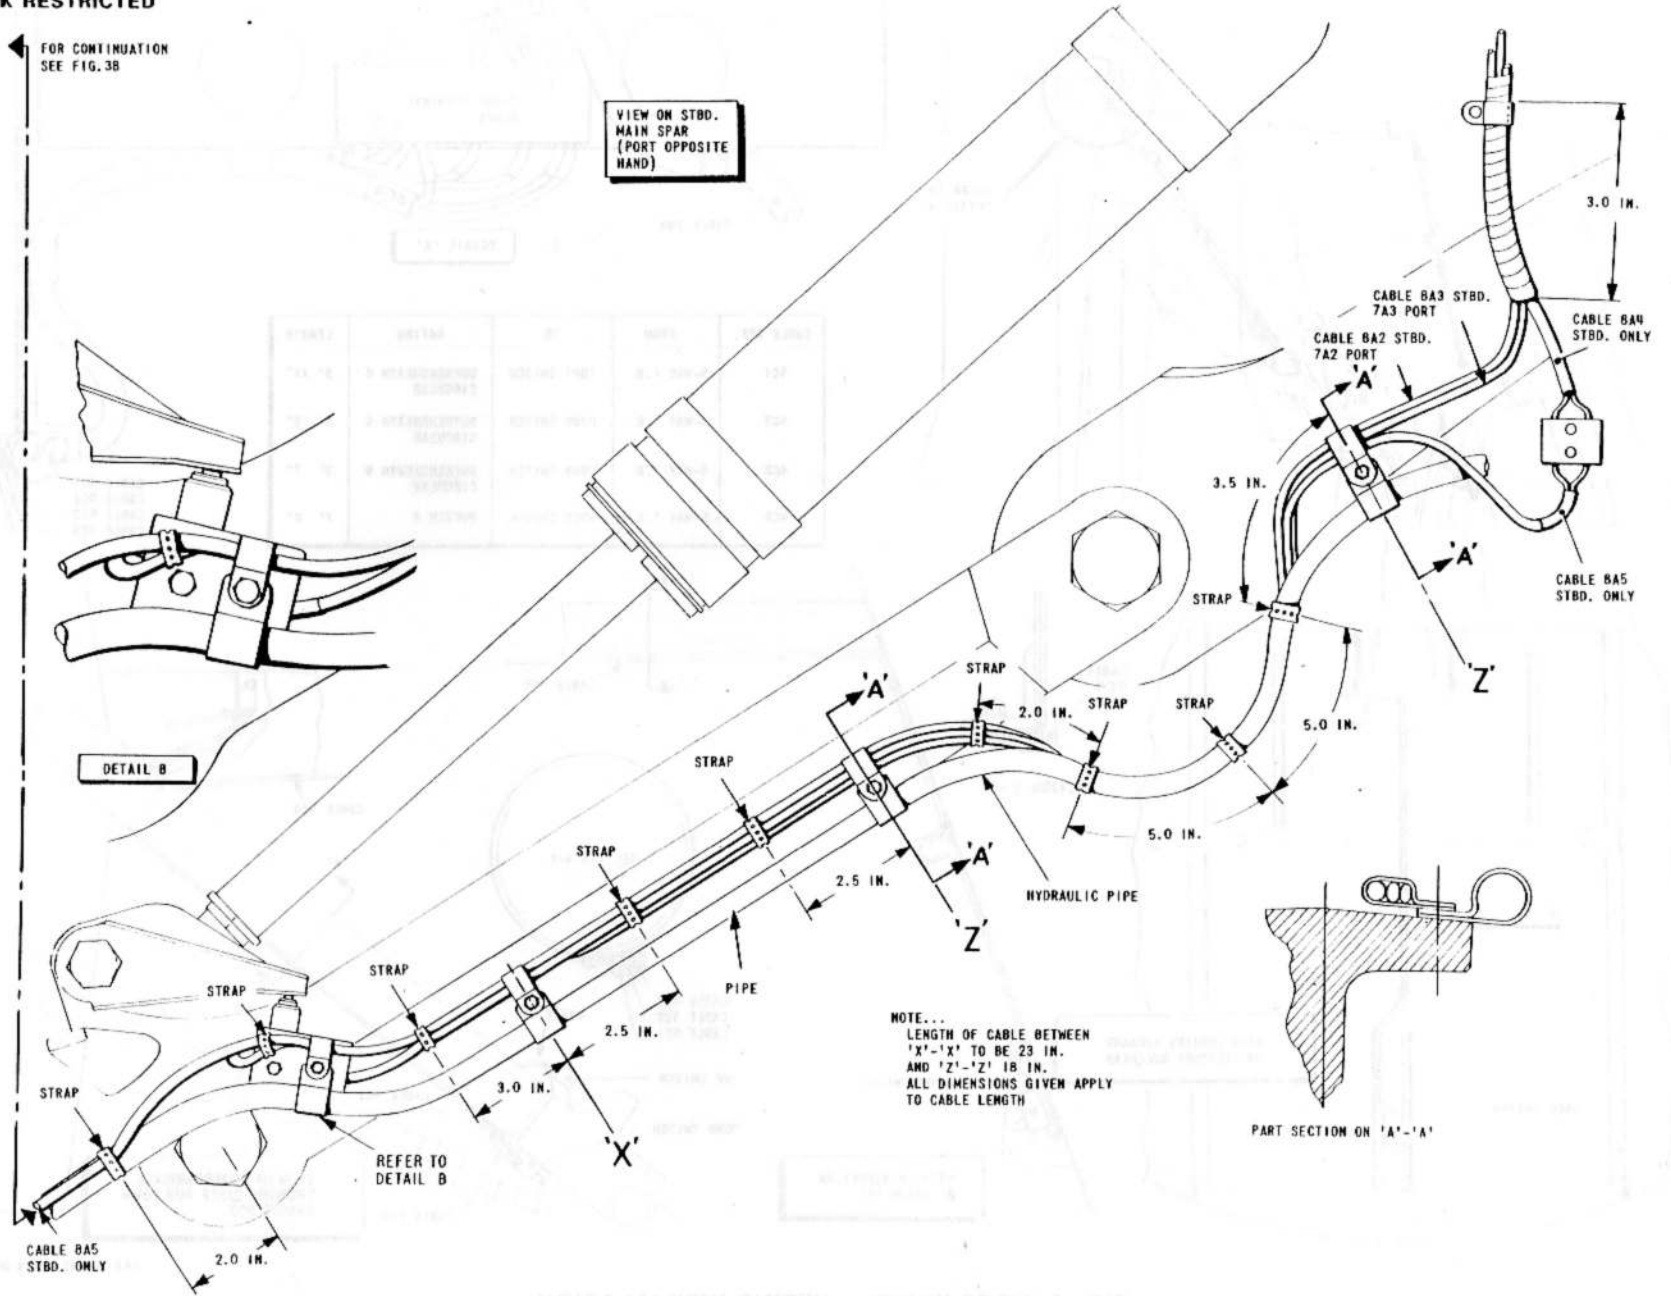 K RESTRICTED
FOR CONTINUATION
SEE FIG.3B
VIEW ON STBD.
MAIN SPAR
(PORT OPPOSITE
HAND)
3.0 IN.
CABLE 8A3 STBD.
7A3 PORT
CABLE 8A4
STBD. ONLY
CABLE 8A2 STBD.
7A2 PORT
'A'
3.5 IN.
'A'
CABLE 8A5
STBD. ONLY
STRAP
'Z'
STRAP
'A'
2.0 IN.
STRAP
STRAP
5.0 IN.
DETAIL B
STRAP
5.0 IN.
STRAP
'A'
2.5 IN.
HYDRAULIC PIPE
'Z'
STRAP
STRAP
PIPE
2.5 IN.
NOTE...
LENGTH OF CABLE BETWEEN
'X'-'X' TO BE 23 IN.
AND 'Z'-'Z' 18 IN.
ALL DIMENSIONS GIVEN APPLY
TO CABLE LENGTH
3.0 IN.
STRAP
'X'
PART SECTION ON 'A'-'A'
REFER TO
DETAIL B
CABLE 8A5
STBD. ONLY
2.0 IN.